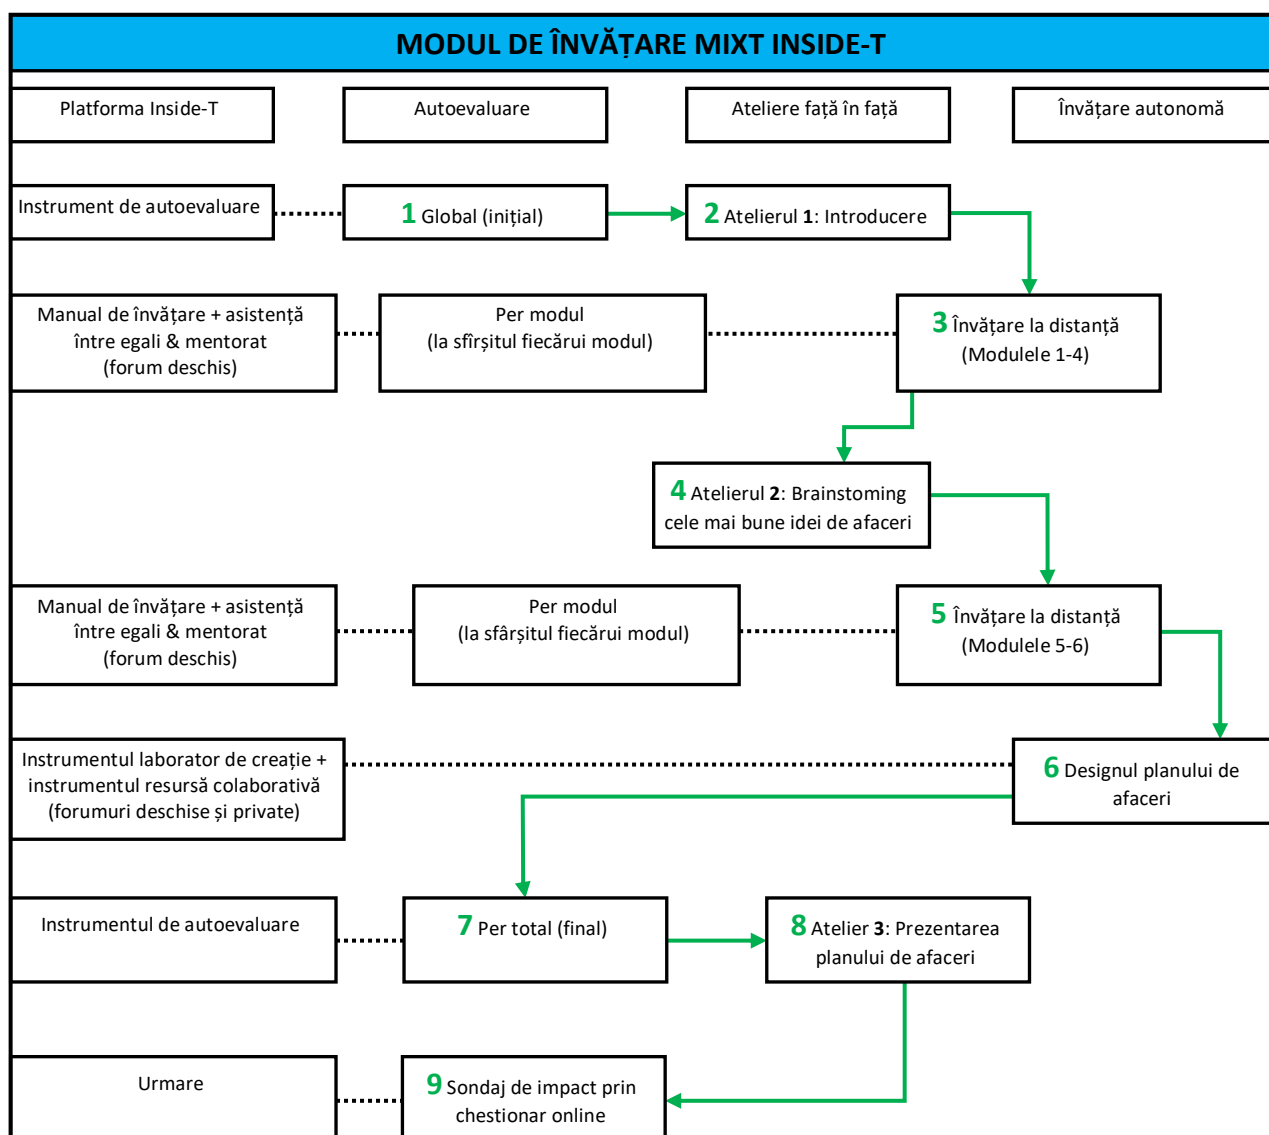 MODUL DE ÎNVĂȚARE MIXT INSIDE-T
Platforma Inside-T
Autoevaluare
Ateliere față în față
Învățare autonomă
Instrument de autoevaluare
1 Global (inițial)
2 Atelierul 1: Introducere
Manual de învățare + asistență
între egali & mentorat
(forum deschis)
Per modul
(la sfîrșitul fiecărui modul)
3 Învățare la distanță
(Modulele 1-4)
4 Atelierul 2: Brainstoming
cele mai bune idei de afaceri
Manual de învățare + asistență
între egali & mentorat
(forum deschis)
Per modul
(la sfârșitul fiecărui modul)
5 Învățare la distanță
(Modulele 5-6)
Instrumentul laborator de creație +
instrumentul resursă colaborativă
(forumuri deschise și private)
6 Designul planului de
afaceri
Instrumentul de autoevaluare
7 Per total (final)
8 Atelier 3: Prezentarea
planului de afaceri
Urmare
9 Sondaj de impact prin
chestionar online